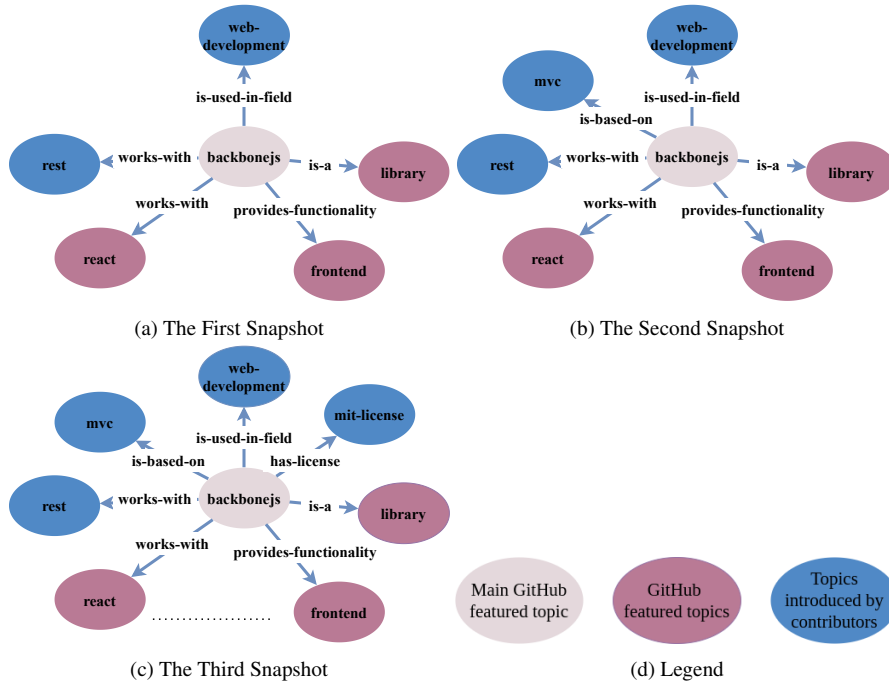 web-
development
is-used-in-field
rest
works-with
backbonejs
is-a
library
works-with
provides-functionality
react
frontend
(a) The First Snapshot
web-
development
mvc
is-used-in-field
is-based-on
rest
works-with
backbonejs
is-a
library
works-with
provides-functionality
react
frontend
(b) The Second Snapshot
web-
development
mvc
mit-license
is-used-in-field
is-based-on
has-license
rest
works-with
backbonejs
is-a
library
works-with
provides-functionality
react
....................
frontend
(c) The Third Snapshot
Main GitHub
featured topic
GitHub
featured topics
Topics
introduced by
contributors
(d) Legend